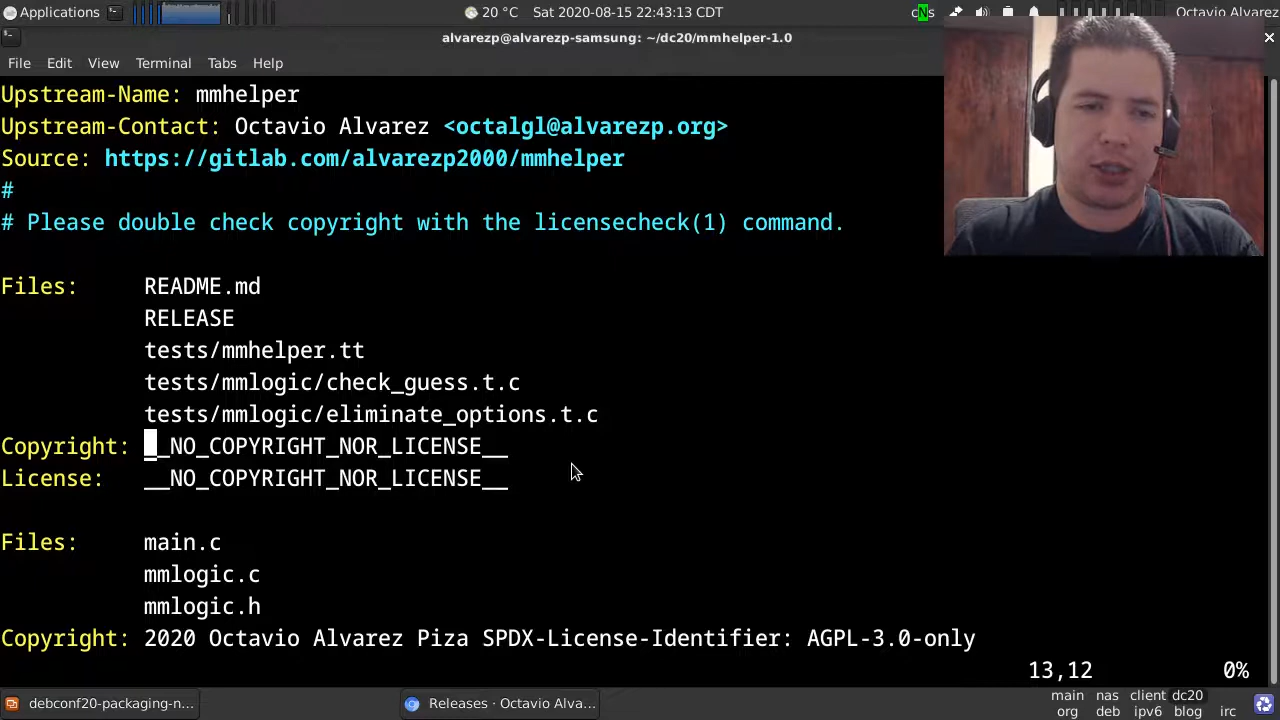 Applications
20 °C Sat 2020-08-15 22:43:13 CDT
Octavio Alvarez
alvarezp@alvarezp-samsung: ~/dc20/mmhelper-1.0
File Edit View Terminal Tabs Help
Upstream-Name: mmhelper
Upstream-Contact: Octavio Alvarez <octalgl@alvarezp.org>
Source: https://gitlab.com/alvarezp2000/mmhelper
#
# Please double check copyright with the licensecheck(1) command.
Files: README.md
RELEASE
tests/mmhelper.tt
tests/mmlogic/check_guess.t.c
tests/mmlogic/eliminate_options.t.c
Copyright: __NO_COPYRIGHT_NOR_LICENSE__
License: __NO_COPYRIGHT_NOR_LICENSE__
Files: main.c
mmlogic.c
mmlogic.h
Copyright: 2020 Octavio Alvarez Piza SPDX-License-Identifier: AGPL-3.0-only
13,12 0%
debconf20-packaging-n... Releases · Octavio Alva...
main nas client dc20
org deb ipv6 blog irc